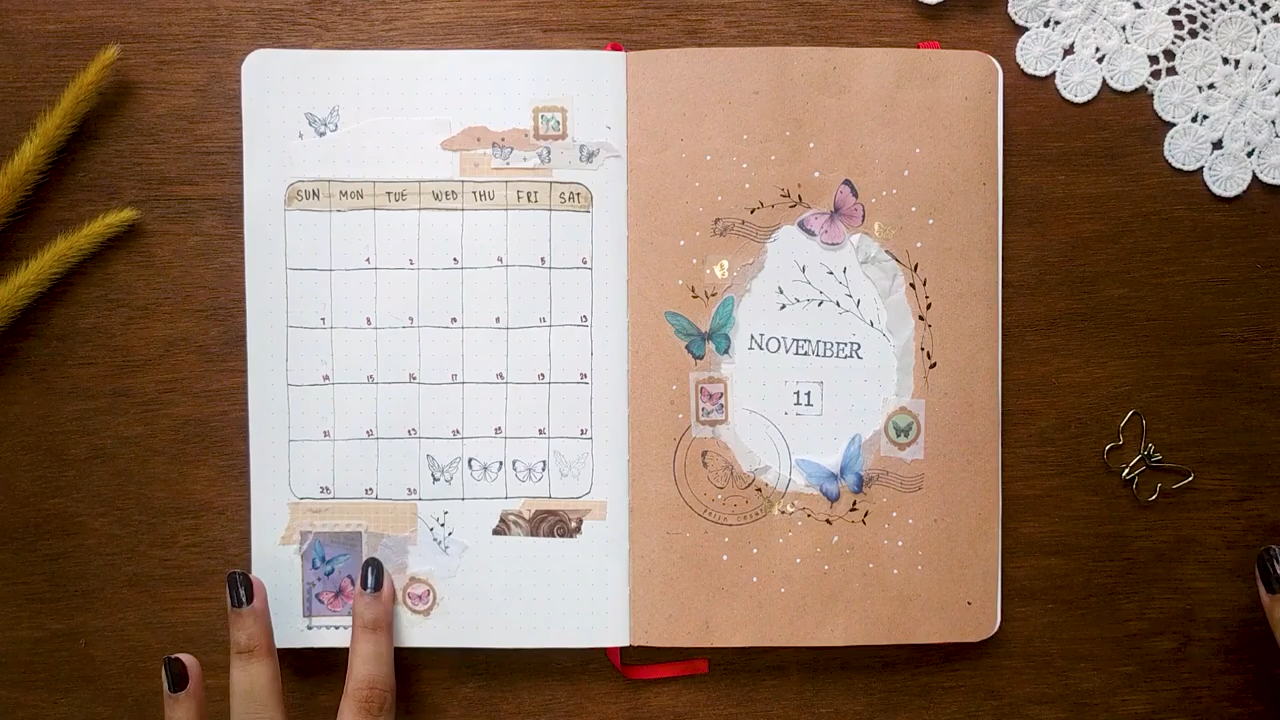 SUN MON TUE WED THU FRI SAT
1 2 3 4 5 6
7 8 9 10 11 12 13
14 15 16 17 18 19 20
21 22 23 24 25 26 27
28 29 30
NOVEMBER
11